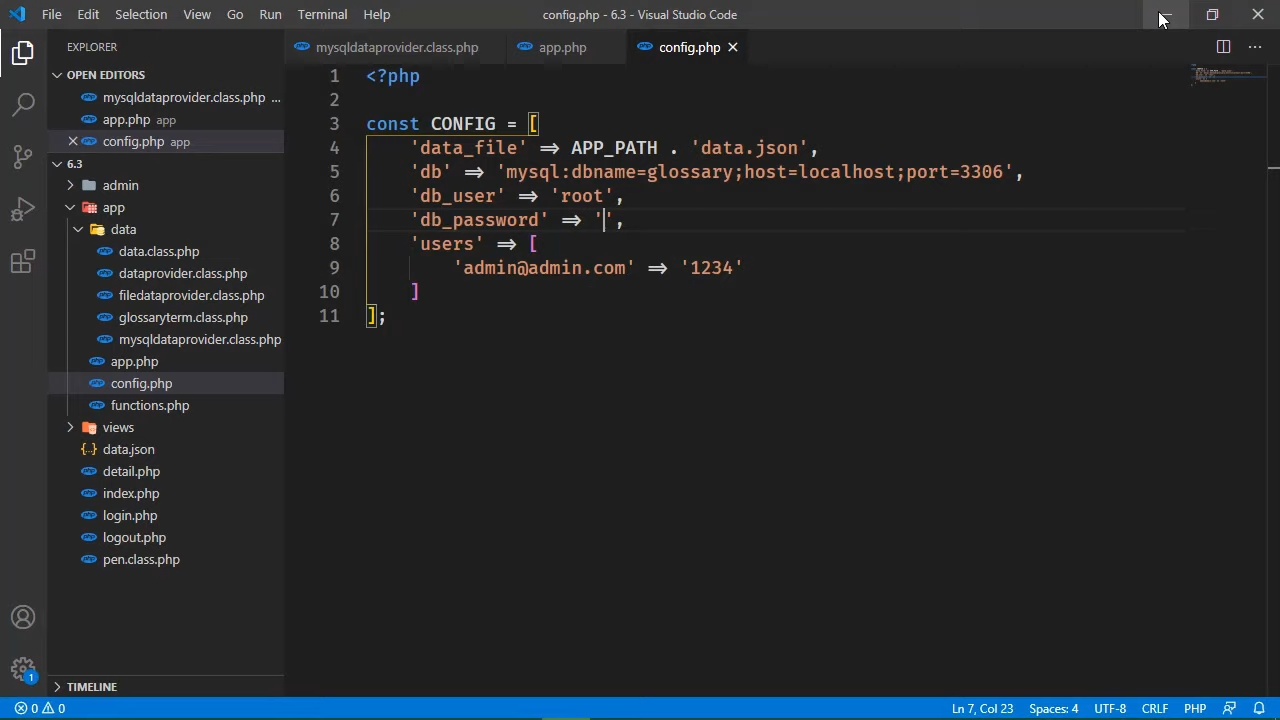 File Edit Selection View Go Run Terminal Help
config.php - 6.3 - Visual Studio Code
EXPLORER
OPEN EDITORS
mysqldataprovider.class.php ...
app.php app
config.php app
6.3
admin
app
data
data.class.php
dataprovider.class.php
filedataprovider.class.php
glossaryterm.class.php
mysqldataprovider.class.php
app.php
config.php
functions.php
views
data.json
detail.php
index.php
login.php
logout.php
pen.class.php
TIMELINE
mysqldataprovider.class.php app.php config.php
1 <?php
2
3 const CONFIG = [
4 'data_file' => APP_PATH . 'data.json',
5 'db' => 'mysql:dbname=glossary;host=localhost;port=3306',
6 'db_user' => 'root',
7 'db_password' => '',
8 'users' => [
9 'admin@admin.com' => '1234'
10 ]
11 ];
1
0 0
Ln 7, Col 23 Spaces: 4 UTF-8 CRLF PHP